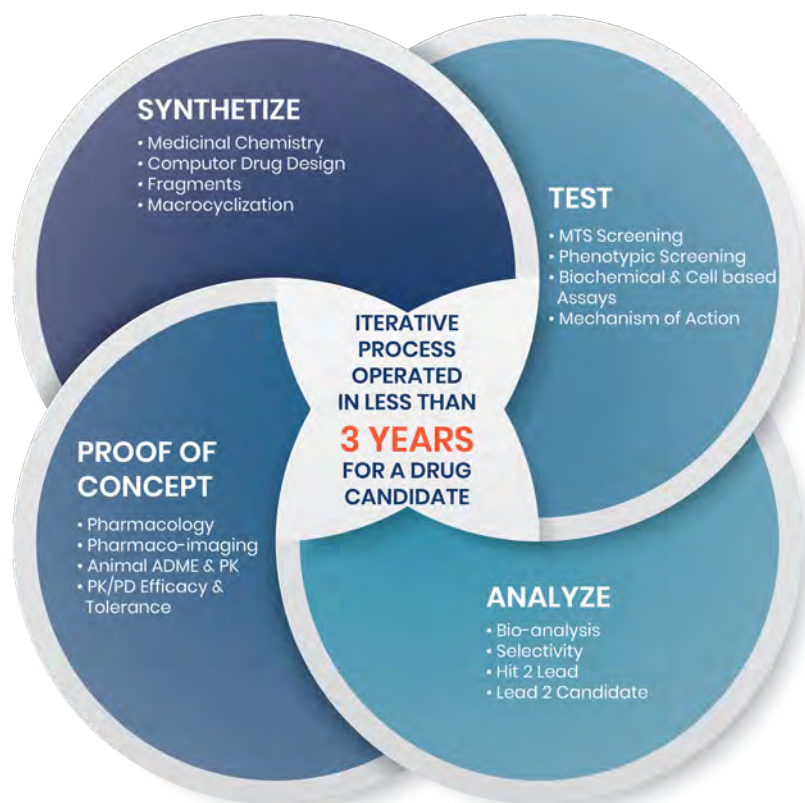 SYNTHETIZE
• Medicinal Chemistry
• Computor Drug Design
• Fragments
• Macrocyclization
TEST
• MTS Screening
• Phenotypic Screening
• Biochemical & Cell based
Assays
• Mechanism of Action
ITERATIVE
PROCESS
OPERATED
IN LESS THAN
3 YEARS
FOR A DRUG
CANDIDATE
PROOF OF
CONCEPT
• Pharmacology
• Pharmaco-imaging
• Animal ADME & PK
• PK/PD Efficacy &
Tolerance
ANALYZE
• Bio-analysis
• Selectivity
• Hit 2 Lead
• Lead 2 Candidate